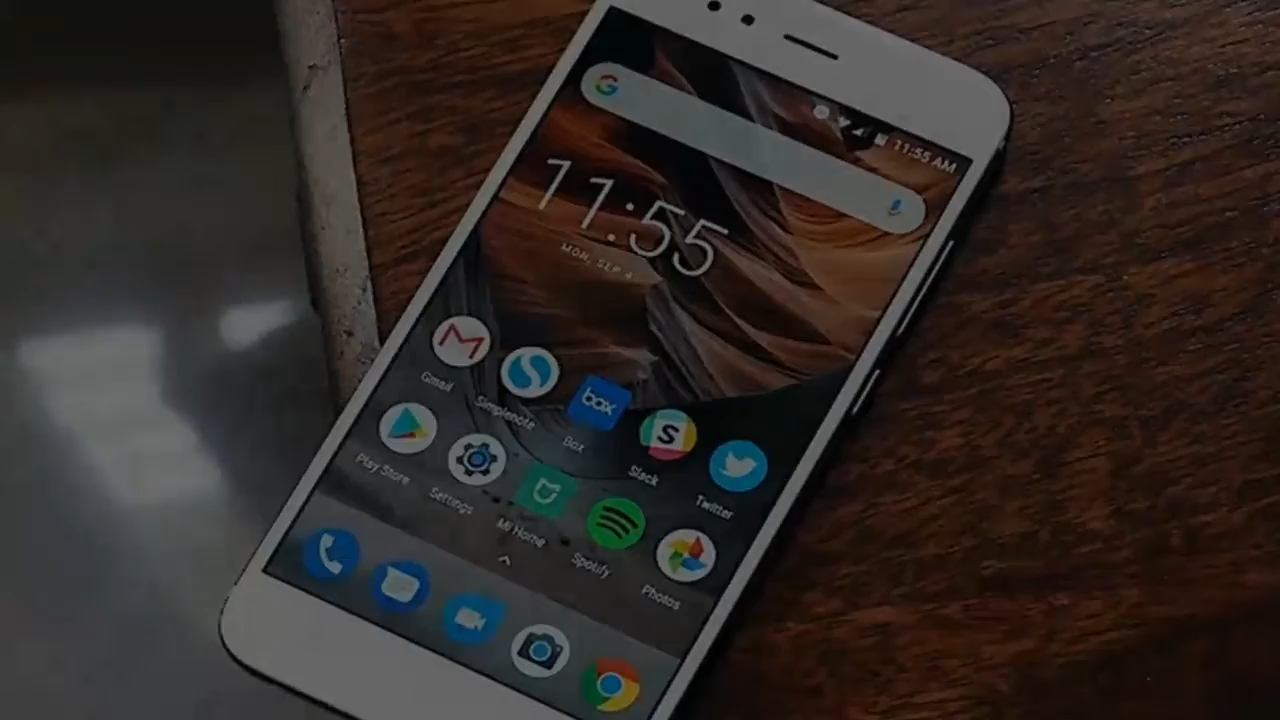 11:55 AM
11:55
MON, SEP 4
Gmail
Simplenote
box
Box
S
Slack
Twitter
Play Store
Settings
Mi Home
Spotify
Photos